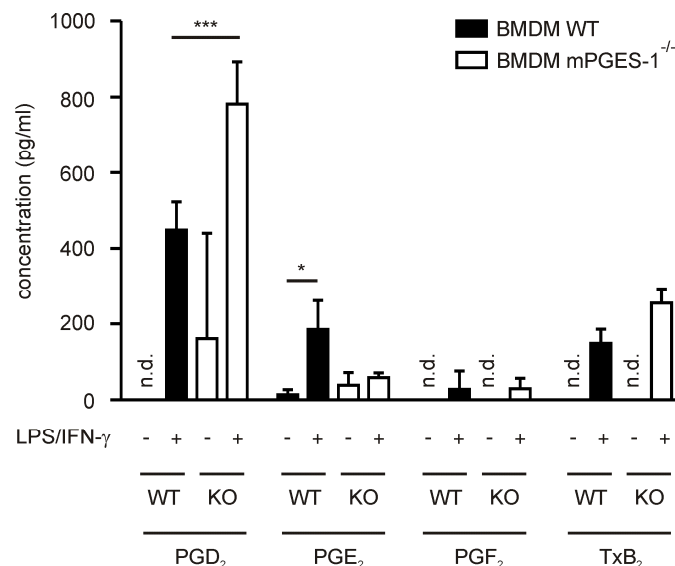 1000
800
600
400
200
0
concentration (pg/ml)
***
*
BMDM WT
BMDM mPGES-1-/-
n.d.
n.d.
n.d.
n.d.
n.d.
LPS/IFN-γ - + - + - + - + - + - + - + - +
WT KO WT KO WT KO WT KO
PGD2 PGE2 PGF2 TxB2